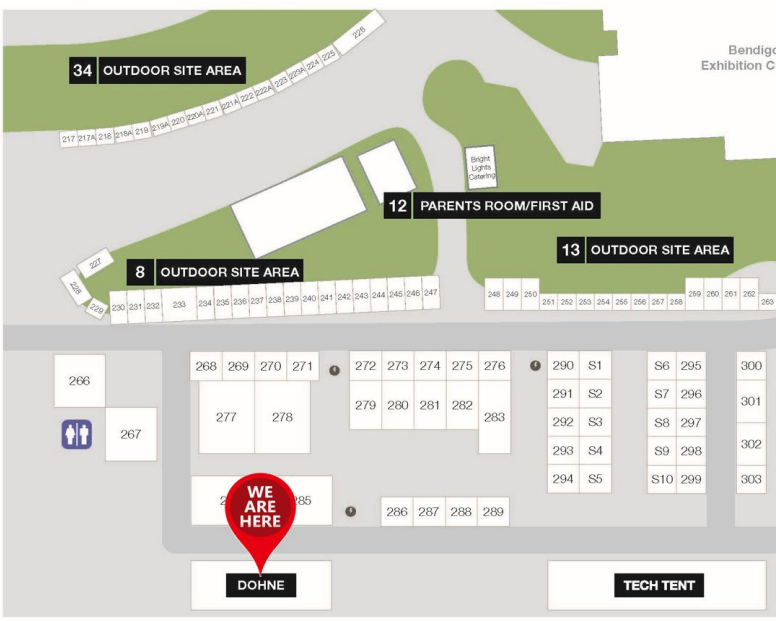 Bendigo
Exhibition C
226
225
224
223A
223
222A
222
221A
221
220A
220
219A
219
218A
218
217A
217
34 OUTDOOR SITE AREA
Bright
Lights
Catering
12 PARENTS ROOM/FIRST AID
13 OUTDOOR SITE AREA
8 OUTDOOR SITE AREA
227
228
229
230 231 232 233 234 235 236 237 238 239 240 241 242 243 244 245 246 247
248 249 250 251 252 253 254 255 256 257 258 259 260 261 262 263
266
267
268 269 270 271
277 278
272 273 274 275 276
279 280 281 282 283
290 S1
291 S2
292 S3
293 S4
294 S5
S6 295
S7 296
S8 297
S9 298
S10 299
300
301
302
303
285
286 287 288 289
WE
ARE
HERE
DOHNE
TECH TENT